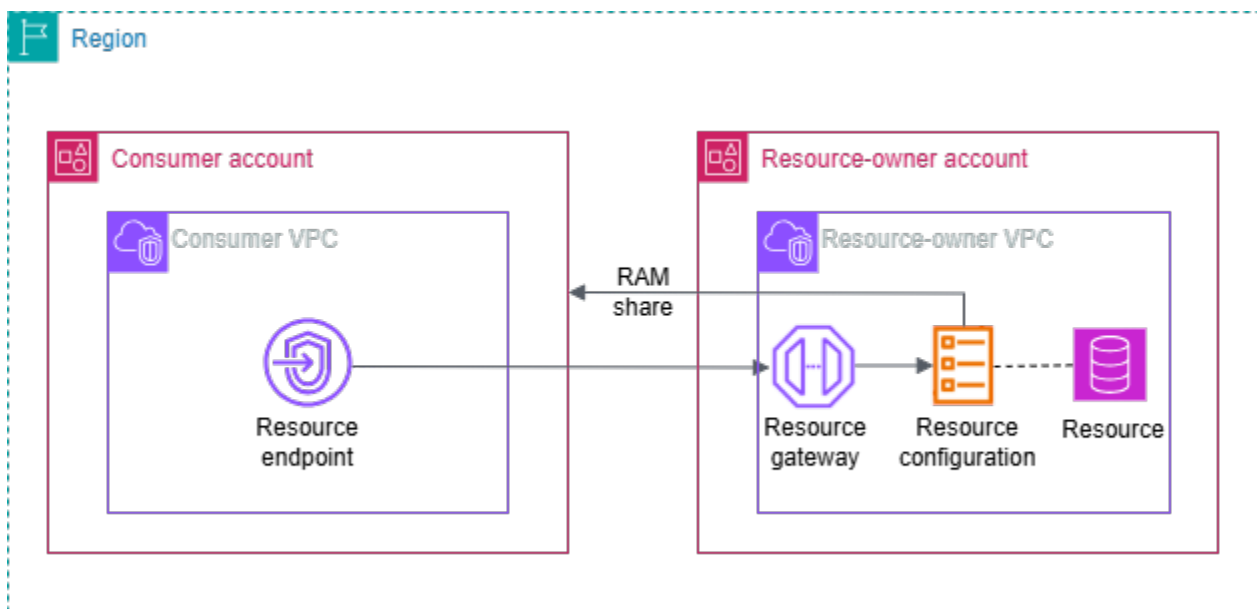 Region
Consumer account
Resource-owner account
Consumer VPC
Resource-owner VPC
RAM
share
Resource
endpoint
Resource
gateway
Resource
configuration
Resource